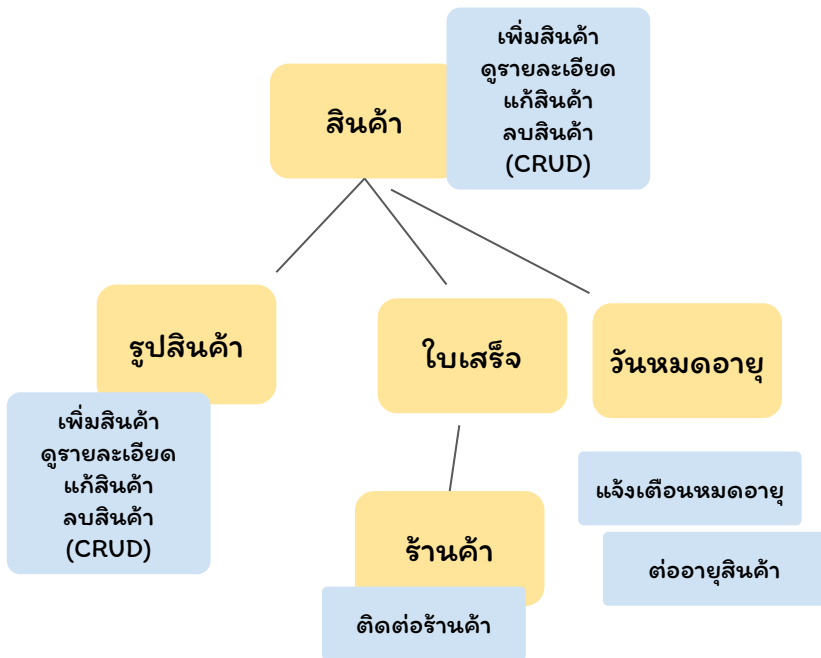 สินค้า
เพิ่มสินค้า
ดูรายละเอียด
แก้สินค้า
ลบสินค้า
(CRUD)
รูปสินค้า
เพิ่มสินค้า
ดูรายละเอียด
แก้สินค้า
ลบสินค้า
(CRUD)
ใบเสร็จ
ร้านค้า
ติดต่อร้านค้า
วันหมดอายุ
แจ้งเตือนหมดอายุ
ต่ออายุสินค้า